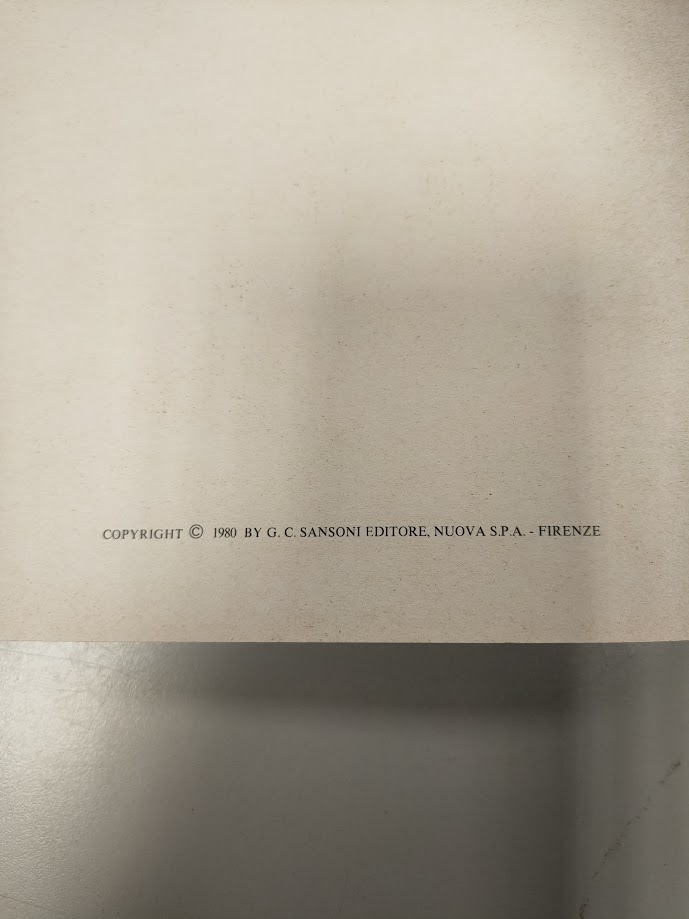 COPYRIGHT © 1980 BY G. C. SANSONI EDITORE, NUOVA S.P.A. - FIRENZE